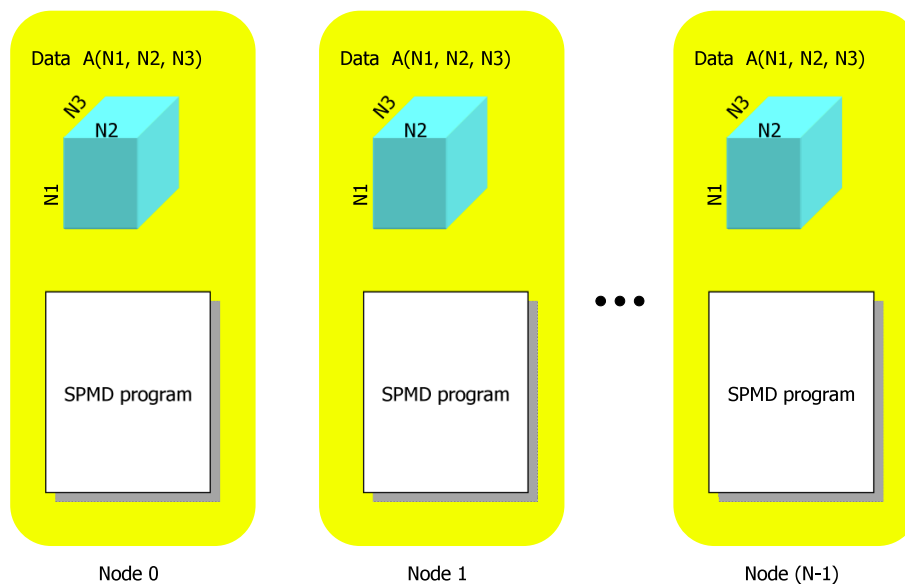 Data A(N1, N2, N3)
N3
N2
N1
SPMD program
Node 0
Data A(N1, N2, N3)
N3
N2
N1
SPMD program
Node 1
Data A(N1, N2, N3)
N3
N2
N1
SPMD program
Node (N-1)